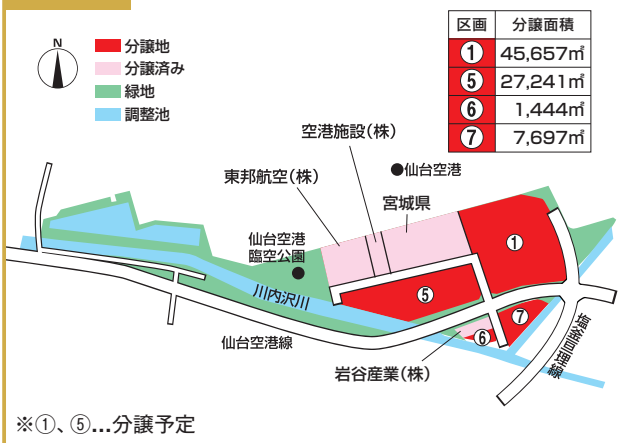 N
分譲地
分譲済み
緑地
調整池
区画 分譲面積
① 45,657㎡
⑤ 27,241㎡
⑥ 1,444㎡
⑦ 7,697㎡
空港施設(株)
仙台空港
東邦航空(株)
宮城県
仙台空港
臨空公園
①
⑤
川内沢川
⑦
⑥
仙台空港線
塩釜亘理線
岩谷産業(株)
※①、⑤…分譲予定